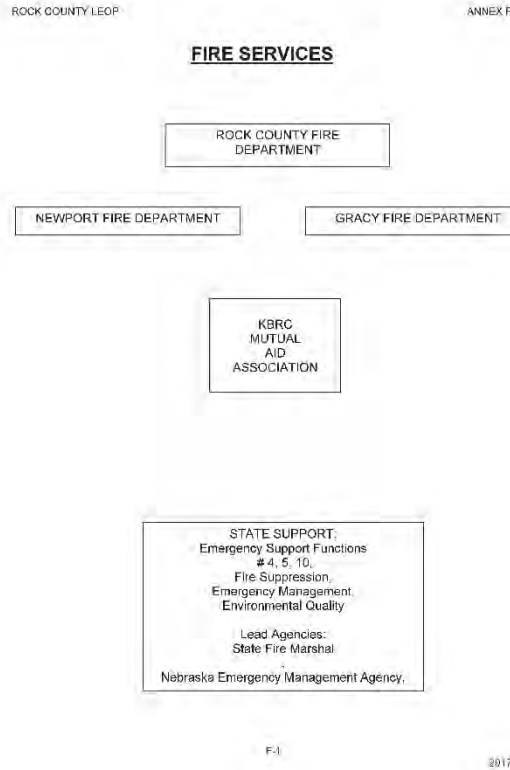 ROCK COUNTY LEOP
ANNEX F
FIRE SERVICES
ROCK COUNTY FIRE
DEPARTMENT
NEWPORT FIRE DEPARTMENT
GRACY FIRE DEPARTMENT
KBRC
MUTUAL
AID
ASSOCIATION
STATE SUPPORT,
Emergency Support Functions
# 4, 5, 10,
Fire Suppression,
Emergency Management,
Environmental Quality
Lead Agencies:
State Fire Marshal
,
Nebraska Emergency Management Agency,
F-1
2017